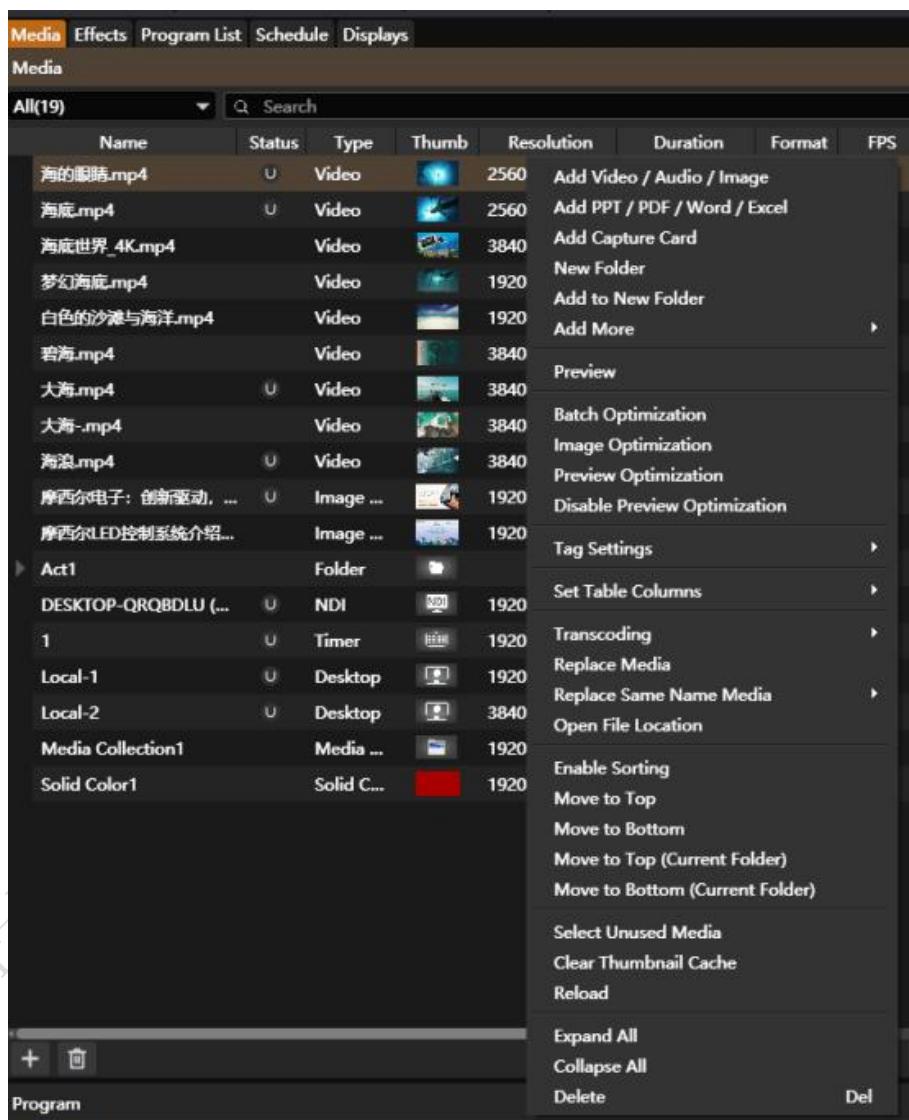 Media Effects Program List Schedule Displays
Media
All(19) Search
Name Status Type Thumb Resolution Duration Format FPS
海的眼睛.mp4 U Video 2560
海底.mp4 U Video 2560
海底世界_4K.mp4 Video 3840
梦幻海底.mp4 Video 1920
白色的沙滩与海洋.mp4 Video 1920
碧海.mp4 Video 3840
大海.mp4 U Video 3840
大海-.mp4 Video 3840
海浪.mp4 U Video 3840
摩西尔电子：创新驱动，... U Image ... 1920
摩西尔LED控制系统介绍... Image ... 1920
Act1 Folder
DESKTOP-QRQBDLU (... U NDI NDI 1920
1 U Timer 1920
Local-1 U Desktop 1920
Local-2 U Desktop 3840
Media Collection1 Media ... 1920
Solid Color1 Solid C... 1920
Add Video / Audio / Image
Add PPT / PDF / Word / Excel
Add Capture Card
New Folder
Add to New Folder
Add More
Preview
Batch Optimization
Image Optimization
Preview Optimization
Disable Preview Optimization
Tag Settings
Set Table Columns
Transcoding
Replace Media
Replace Same Name Media
Open File Location
Enable Sorting
Move to Top
Move to Bottom
Move to Top (Current Folder)
Move to Bottom (Current Folder)
Select Unused Media
Clear Thumbnail Cache
Reload
Expand All
Collapse All
Delete Del
Program